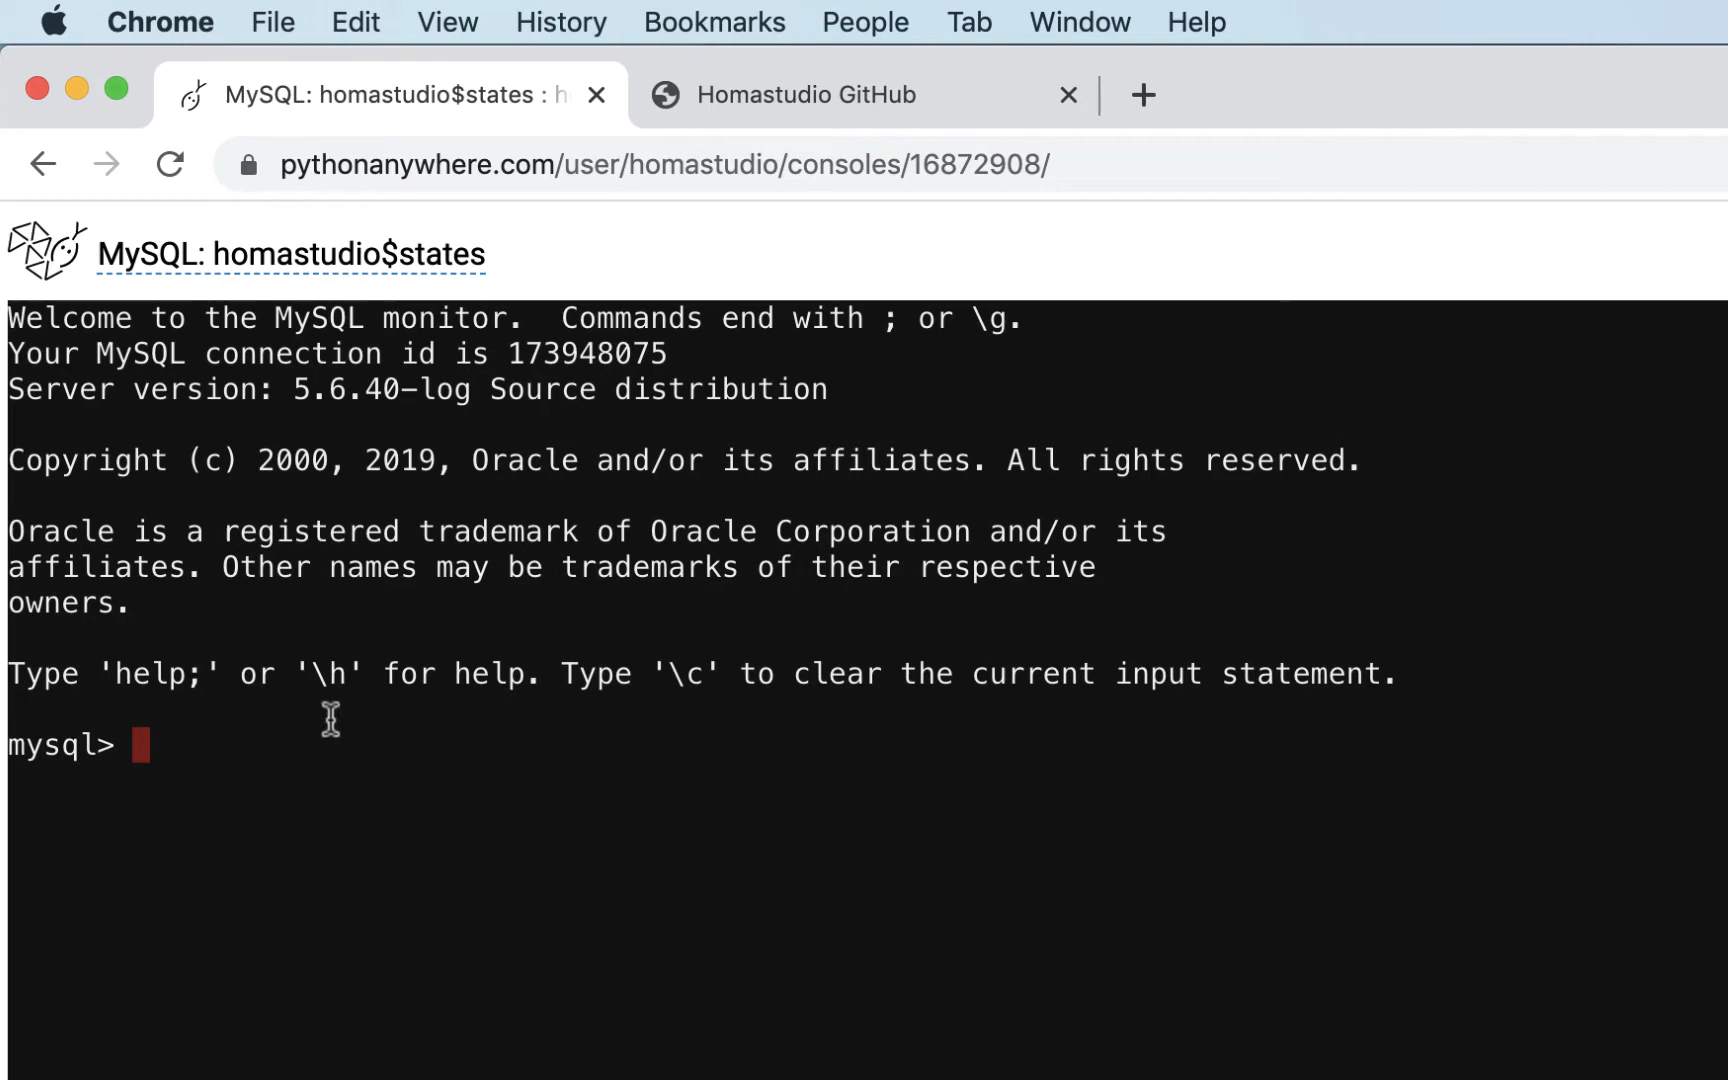 Chrome File Edit View History Bookmarks People Tab Window Help
MySQL: homastudio$states : h Homastudio GitHub
pythonanywhere.com/user/homastudio/consoles/16872908/
MySQL: homastudio$states
Welcome to the MySQL monitor.  Commands end with ; or \g.
Your MySQL connection id is 173948075
Server version: 5.6.40-log Source distribution
Copyright (c) 2000, 2019, Oracle and/or its affiliates. All rights reserved.
Oracle is a registered trademark of Oracle Corporation and/or its
affiliates. Other names may be trademarks of their respective
owners.
Type 'help;' or '\h' for help. Type '\c' to clear the current input statement.
mysql>